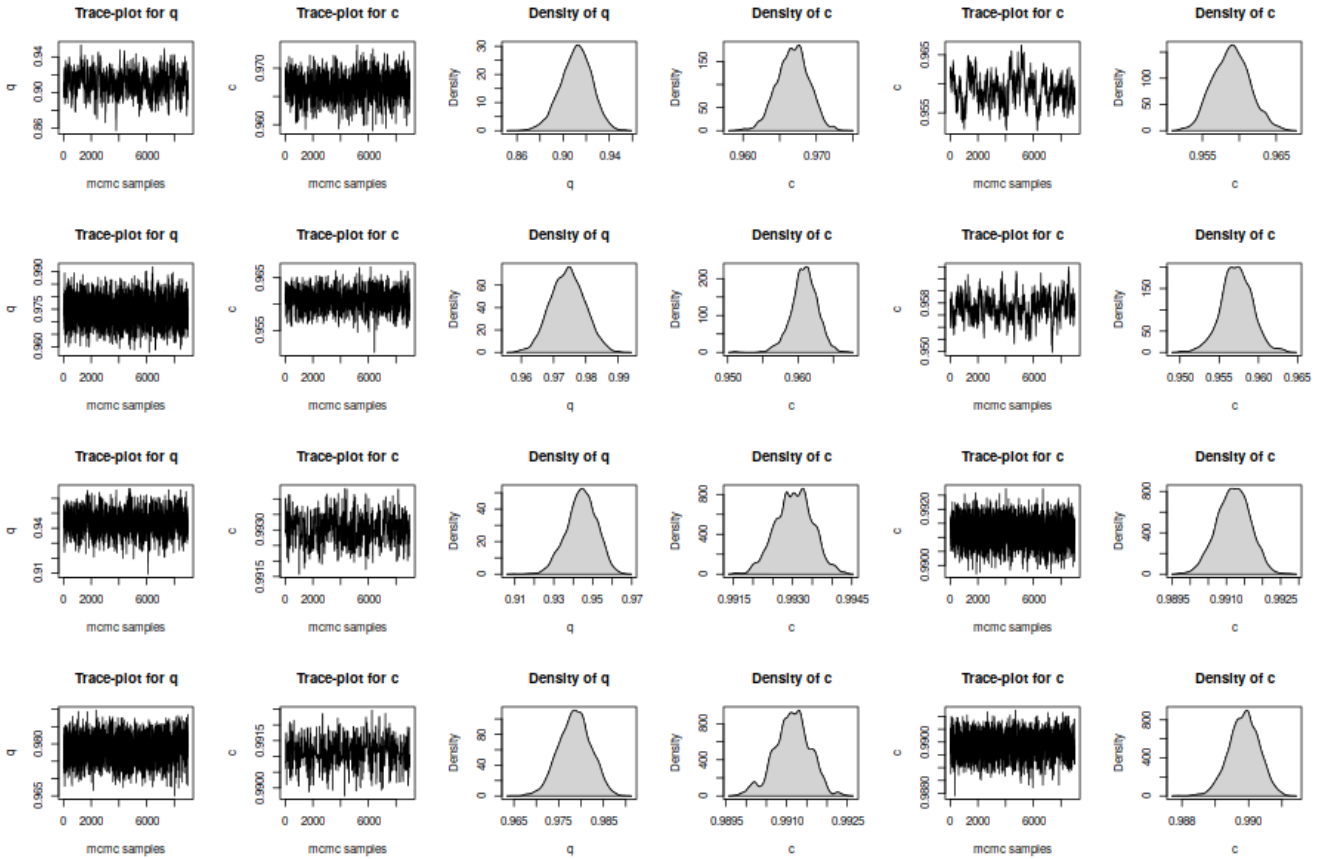 Trace-plot for q
q
0.94
0.90
0.86
0 2000 6000
mcmc samples
Trace-plot for c
c
0.970
0.960
0 2000 6000
mcmc samples
Density of q
Density
30
20
10
0
0.86 0.90 0.94
q
Density of c
Density
150
50
0
0.960 0.970
c
Trace-plot for c
c
0.965
0.955
0 2000 6000
mcmc samples
Density of c
Density
100
50
0
0.955 0.965
c
Trace-plot for q
q
0.990
0.975
0.960
0 2000 6000
mcmc samples
Trace-plot for c
c
0.965
0.955
0 2000 6000
mcmc samples
Density of q
Density
60
40
20
0
0.96 0.97 0.98 0.99
q
Density of c
Density
200
100
0
0.950 0.960
c
Trace-plot for c
c
0.958
0.950
0 2000 6000
mcmc samples
Density of c
Density
150
50
0
0.950 0.955 0.960 0.965
c
Trace-plot for q
q
0.94
0.91
0 2000 6000
mcmc samples
Trace-plot for c
c
0.9930
0.9915
0 2000 6000
mcmc samples
Density of q
Density
40
20
0
0.91 0.93 0.95 0.97
q
Density of c
Density
800
400
0
0.9915 0.9930 0.9945
c
Trace-plot for c
c
0.9920
0.9900
0 2000 6000
mcmc samples
Density of c
Density
800
400
0
0.9895 0.9910 0.9925
c
Trace-plot for q
q
0.980
0.965
0 2000 6000
mcmc samples
Trace-plot for c
c
0.9915
0.9900
0 2000 6000
mcmc samples
Density of q
Density
80
40
0
0.965 0.975 0.985
q
Density of c
Density
800
400
0
0.9895 0.9910 0.9925
c
Trace-plot for c
c
0.9900
0.9880
0 2000 6000
mcmc samples
Density of c
Density
800
400
0
0.988 0.990
c